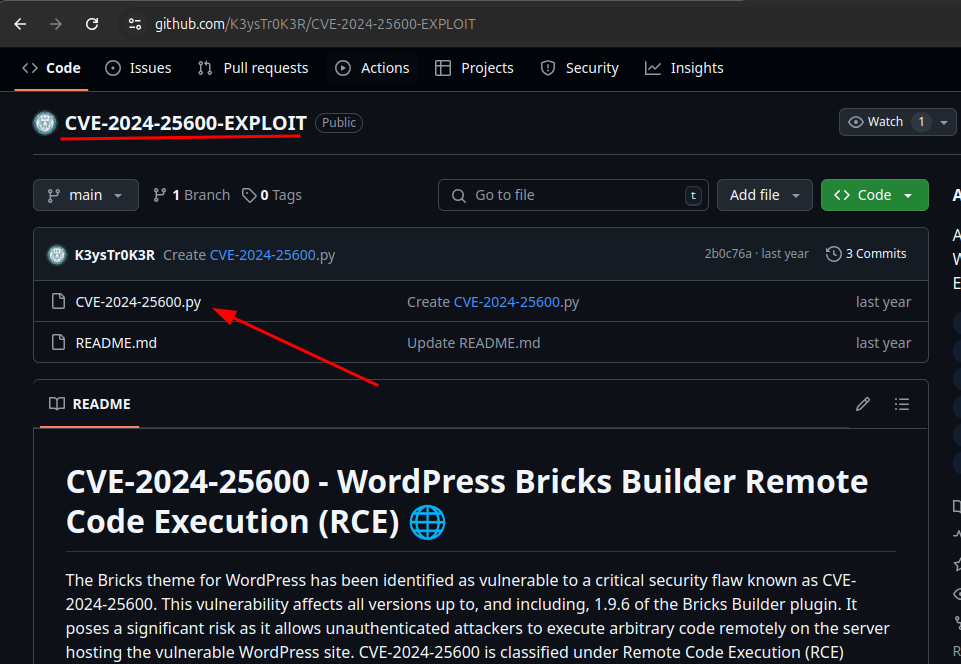 github.com/K3ysTr0K3R/CVE-2024-25600-EXPLOIT
Code Issues Pull requests Actions Projects Security Insights
CVE-2024-25600-EXPLOIT Public Watch 1
main 1 Branch 0 Tags Go to file t Add file Code
K3ysTr0K3R Create CVE-2024-25600.py 2b0c76a · last year 3 Commits
CVE-2024-25600.py Create CVE-2024-25600.py last year
README.md Update README.md last year
README
CVE-2024-25600 - WordPress Bricks Builder Remote
Code Execution (RCE)
The Bricks theme for WordPress has been identified as vulnerable to a critical security flaw known as CVE-
2024-25600. This vulnerability affects all versions up to, and including, 1.9.6 of the Bricks Builder plugin. It
poses a significant risk as it allows unauthenticated attackers to execute arbitrary code remotely on the server
hosting the vulnerable WordPress site. CVE-2024-25600 is classified under Remote Code Execution (RCE)